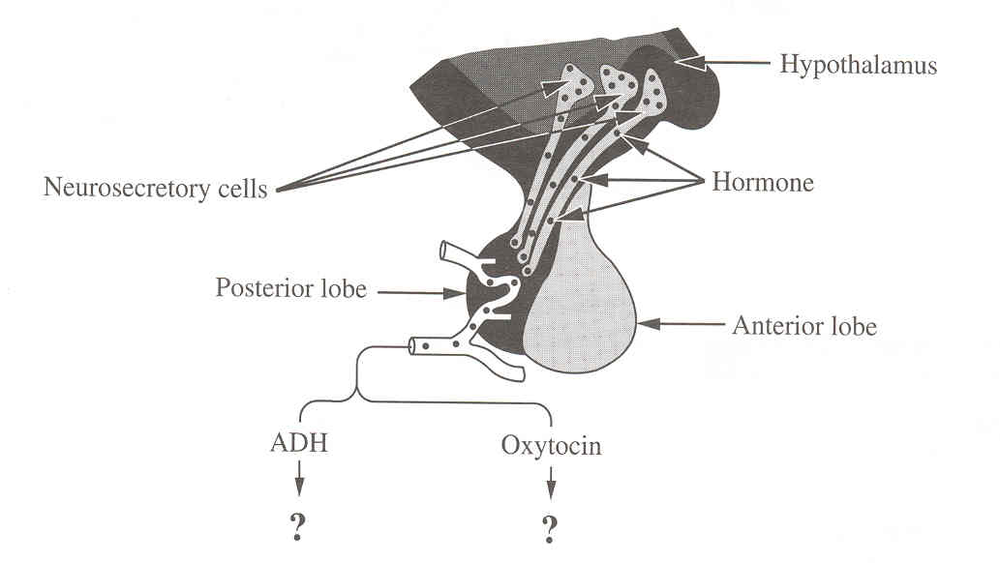 Hypothalamus
Neurosecretory cells
Hormone
Posterior lobe
Anterior lobe
ADH
Oxytocin
?
?